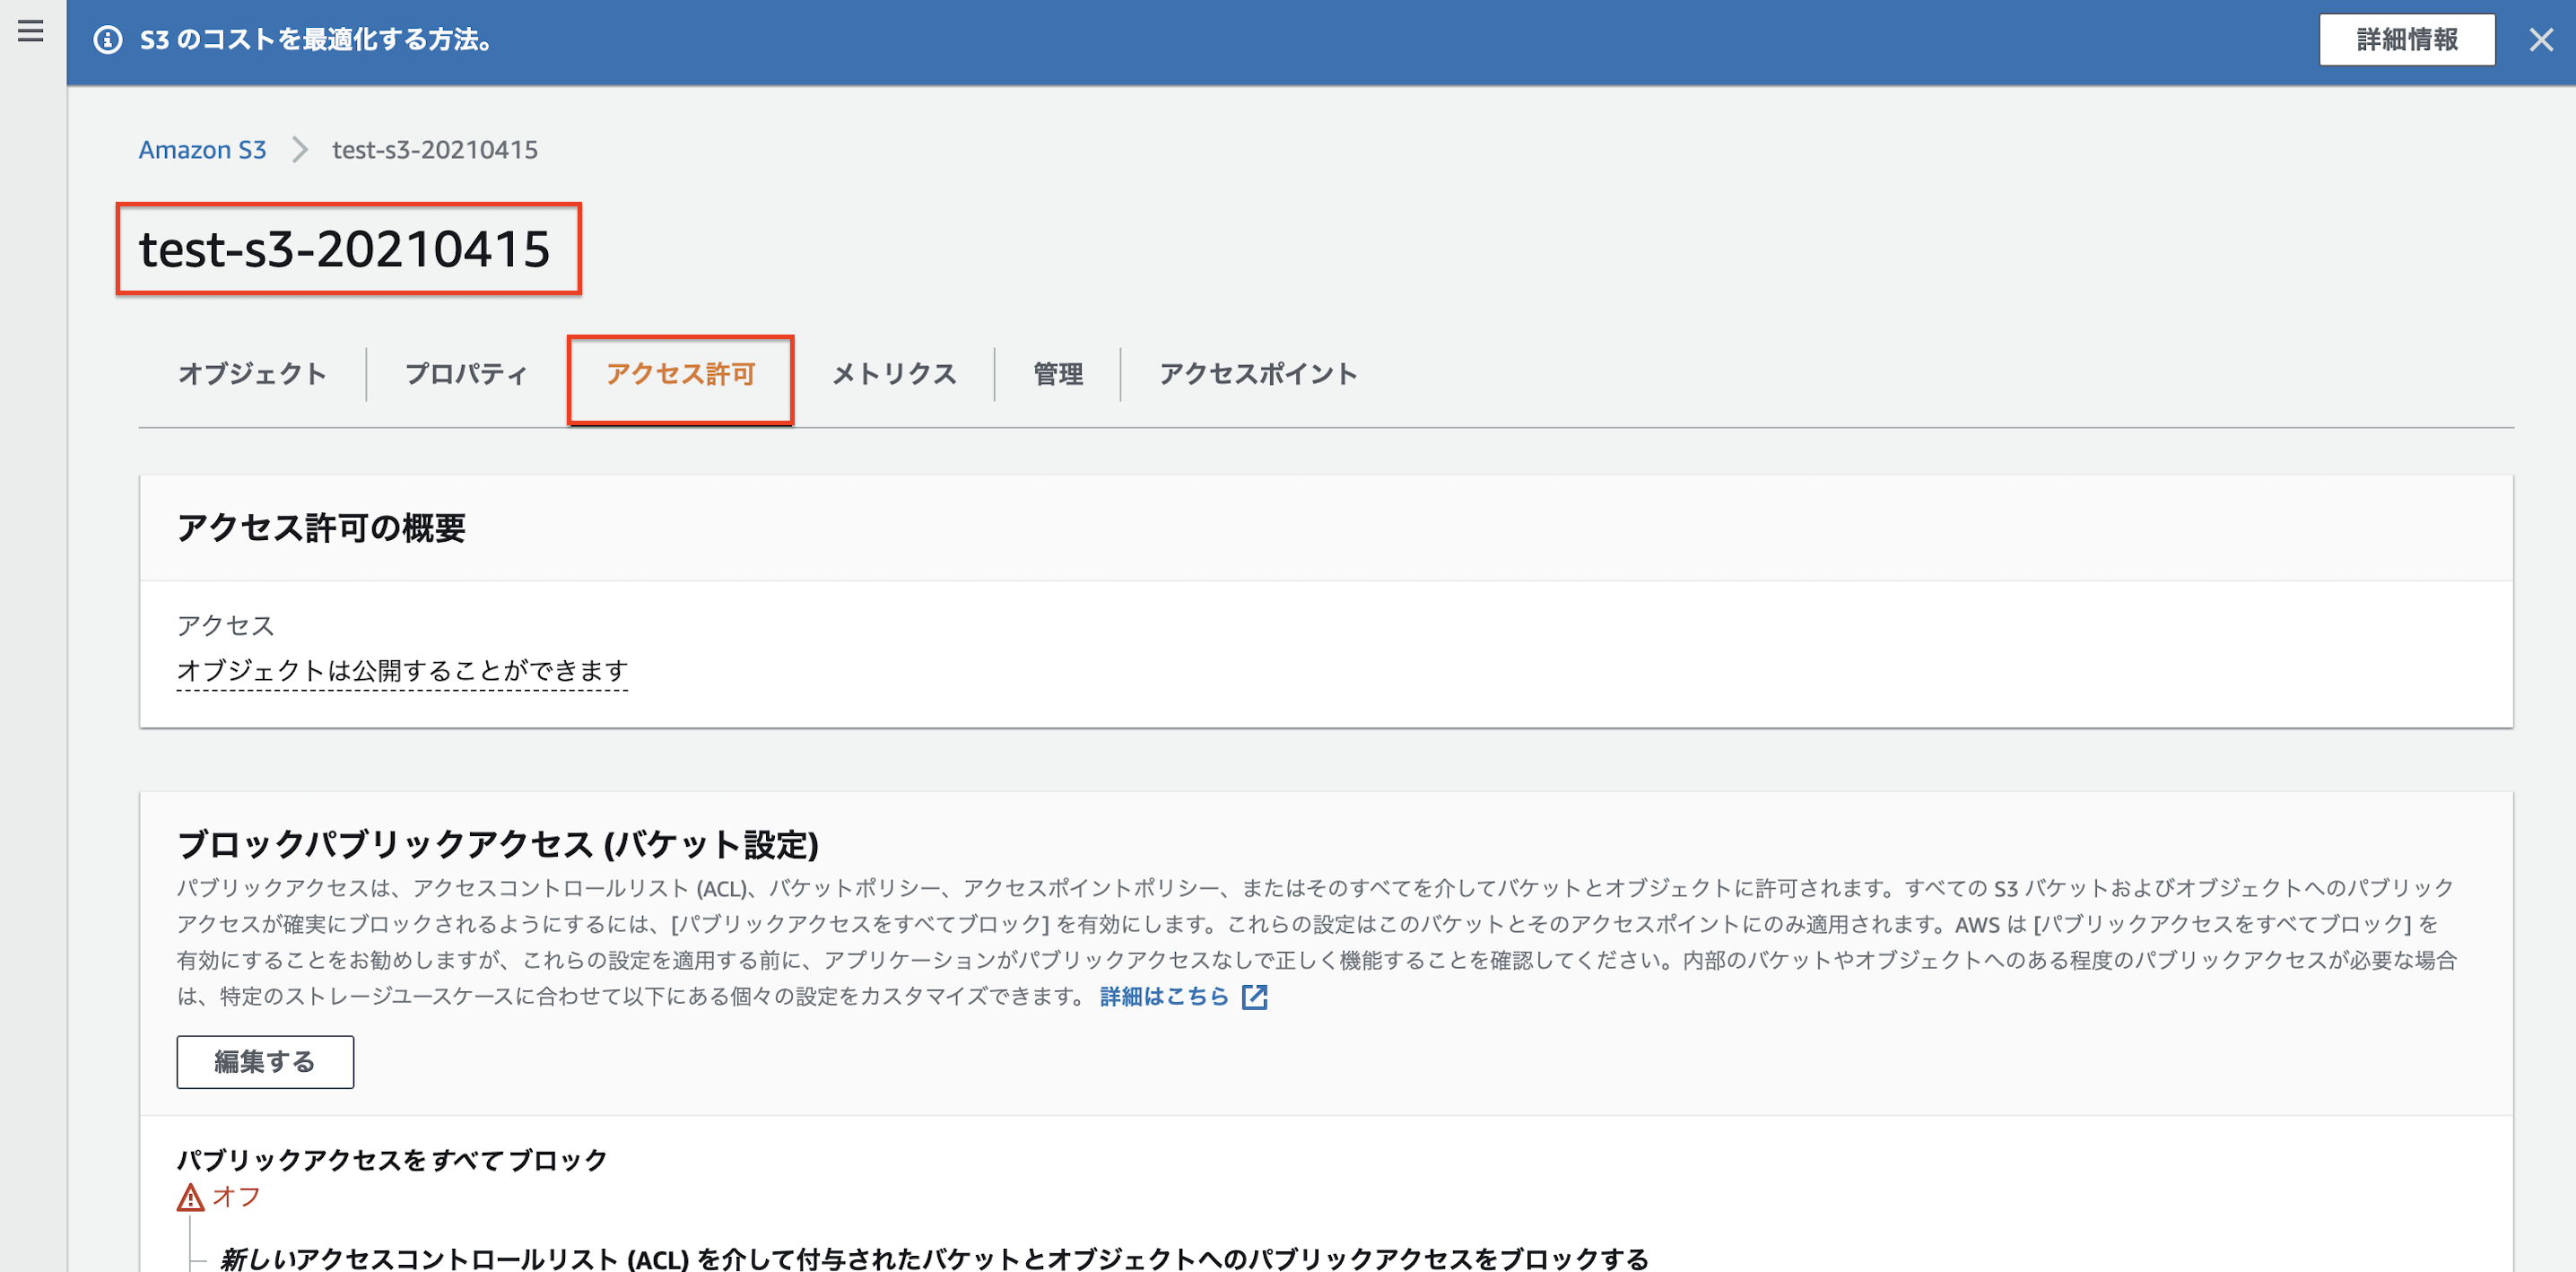 S3 のコストを最適化する方法。
詳細情報
Amazon S3 test-s3-20210415
test-s3-20210415
オブジェクト プロパティ アクセス許可 メトリクス 管理 アクセスポイント
アクセス許可の概要
アクセス
オブジェクトは公開することができます
ブロックパブリックアクセス (バケット設定)
パブリックアクセスは、アクセスコントロールリスト (ACL)、バケットポリシー、アクセスポイントポリシー、またはそのすべてを介してバケットとオブジェクトに許可されます。すべての S3 バケットおよびオブジェクトへのパブリック
アクセスが確実にブロックされるようにするには、[パブリックアクセスをすべてブロック] を有効にします。これらの設定はこのバケットとそのアクセスポイントにのみ適用されます。AWS は [パブリックアクセスをすべてブロック] を
有効にすることをお勧めしますが、これらの設定を適用する前に、アプリケーションがパブリックアクセスなしで正しく機能することを確認してください。内部のバケットやオブジェクトへのある程度のパブリックアクセスが必要な場合
は、特定のストレージユースケースに合わせて以下にある個々の設定をカスタマイズできます。 詳細はこちら
編集する
パブリックアクセスをすべてブロック
オフ
新しいアクセスコントロールリスト (ACL) を介して付与されたバケットとオブジェクトへのパブリックアクセスをブロックする